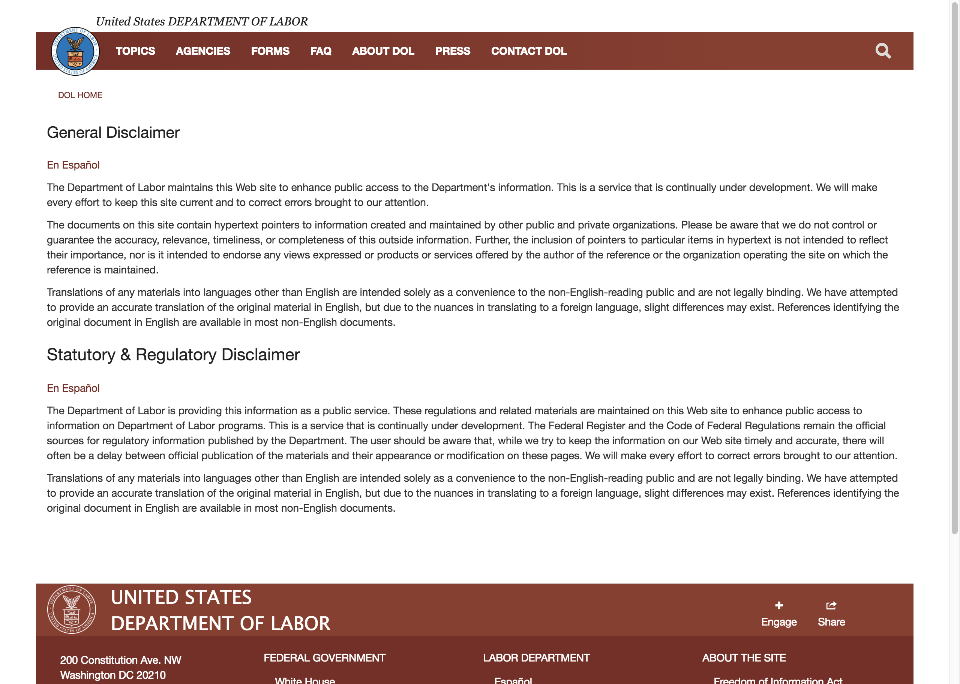 United States DEPARTMENT OF LABOR
TOPICS AGENCIES FORMS FAQ ABOUT DOL PRESS CONTACT DOL
DOL HOME
General Disclaimer
En Español
The Department of Labor maintains this Web site to enhance public access to the Department's information. This is a service that is continually under development. We will make
every effort to keep this site current and to correct errors brought to our attention.
The documents on this site contain hypertext pointers to information created and maintained by other public and private organizations. Please be aware that we do not control or
guarantee the accuracy, relevance, timeliness, or completeness of this outside information. Further, the inclusion of pointers to particular items in hypertext is not intended to reflect
their importance, nor is it intended to endorse any views expressed or products or services offered by the author of the reference or the organization operating the site on which the
reference is maintained.
Translations of any materials into languages other than English are intended solely as a convenience to the non-English-reading public and are not legally binding. We have attempted
to provide an accurate translation of the original material in English, but due to the nuances in translating to a foreign language, slight differences may exist. References identifying the
original document in English are available in most non-English documents.
Statutory & Regulatory Disclaimer
En Español
The Department of Labor is providing this information as a public service. These regulations and related materials are maintained on this Web site to enhance public access to
information on Department of Labor programs. This is a service that is continually under development. The Federal Register and the Code of Federal Regulations remain the official
sources for regulatory information published by the Department. The user should be aware that, while we try to keep the information on our Web site timely and accurate, there will
often be a delay between official publication of the materials and their appearance or modification on these pages. We will make every effort to correct errors brought to our attention.
Translations of any materials into languages other than English are intended solely as a convenience to the non-English-reading public and are not legally binding. We have attempted
to provide an accurate translation of the original material in English, but due to the nuances in translating to a foreign language, slight differences may exist. References identifying the
original document in English are available in most non-English documents.
UNITED STATES
DEPARTMENT OF LABOR
Engage Share
200 Constitution Ave. NW
Washington DC 20210
FEDERAL GOVERNMENT
White House
LABOR DEPARTMENT
Español
ABOUT THE SITE
Freedom of Information Act